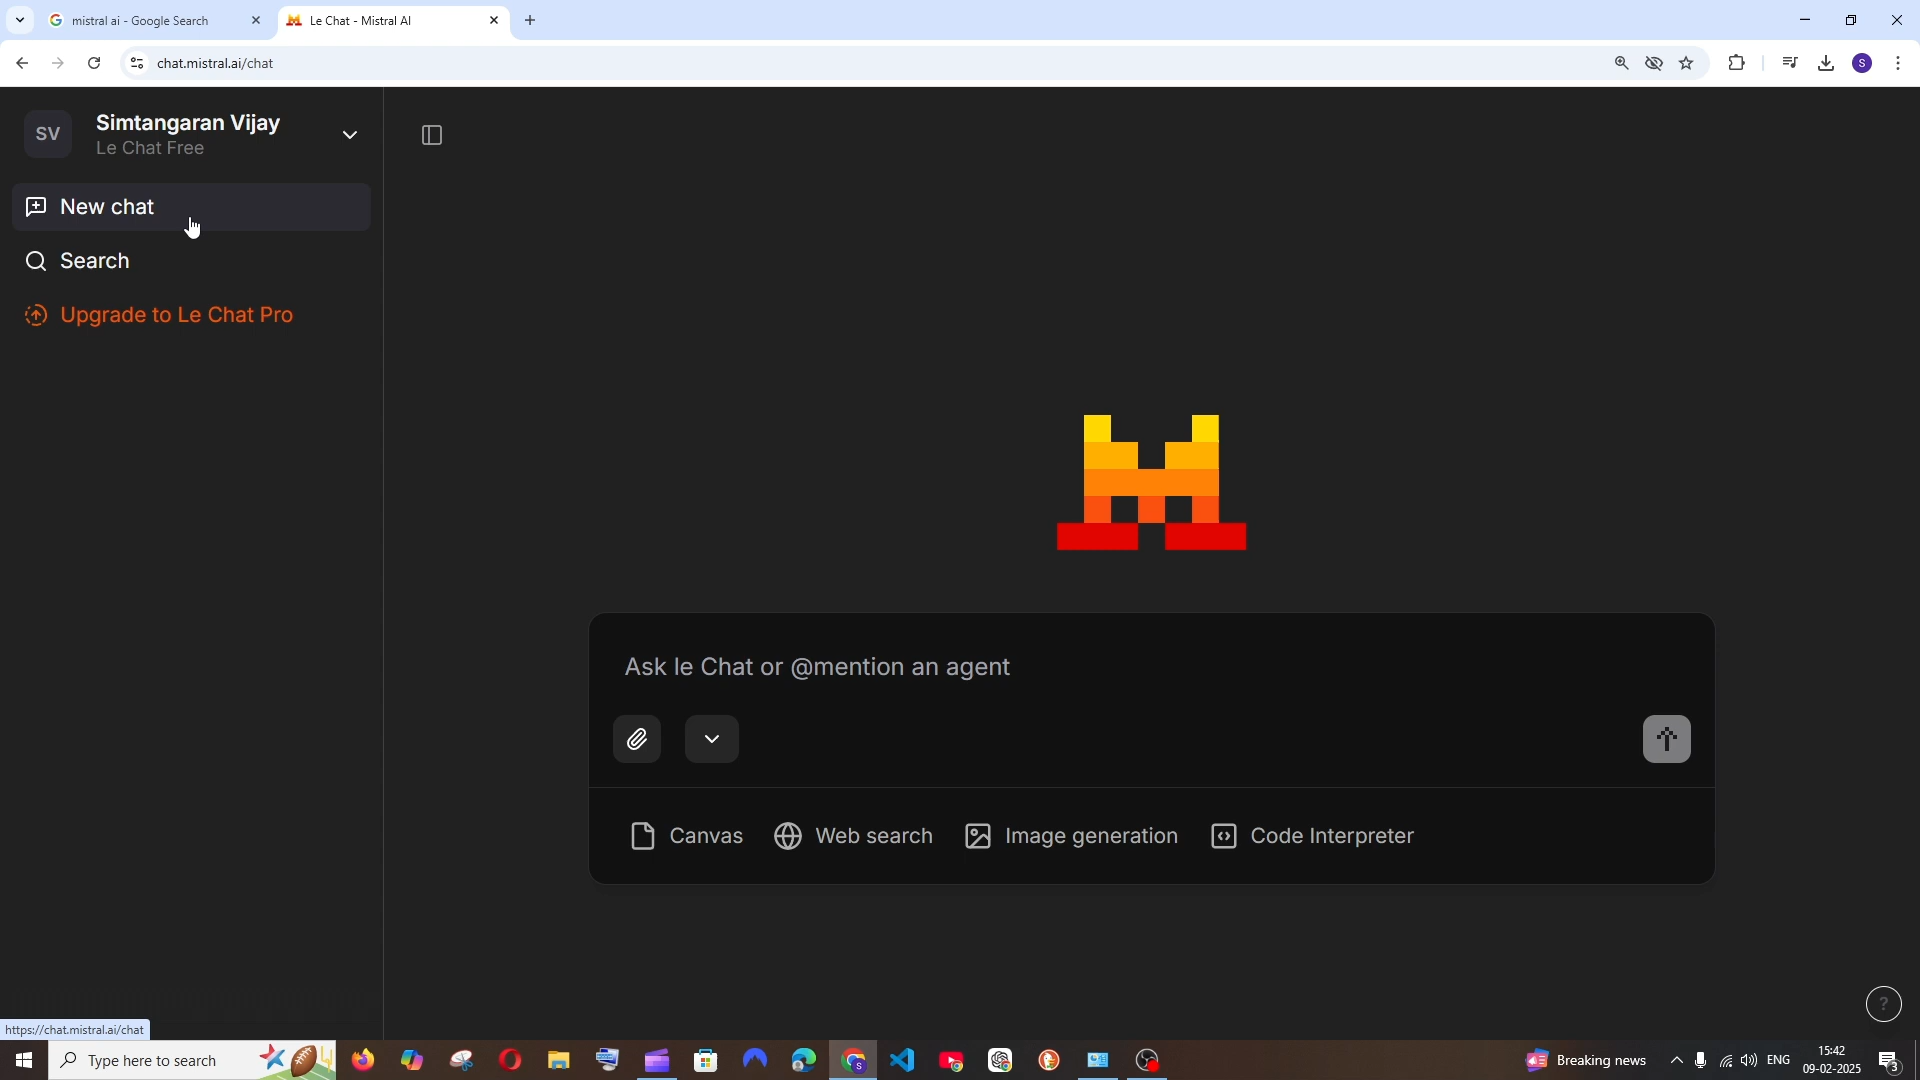 mistral ai - Google Search
Le Chat - Mistral AI
chat.mistral.ai/chat
S
SV
Simtangaran Vijay
Le Chat Free
New chat
Search
Upgrade to Le Chat Pro
Ask le Chat or @mention an agent
Canvas
Web search
Image generation
Code Interpreter
?
https://chat.mistral.ai/chat
Type here to search
Breaking news
ENG
15:42
09-02-2025
3